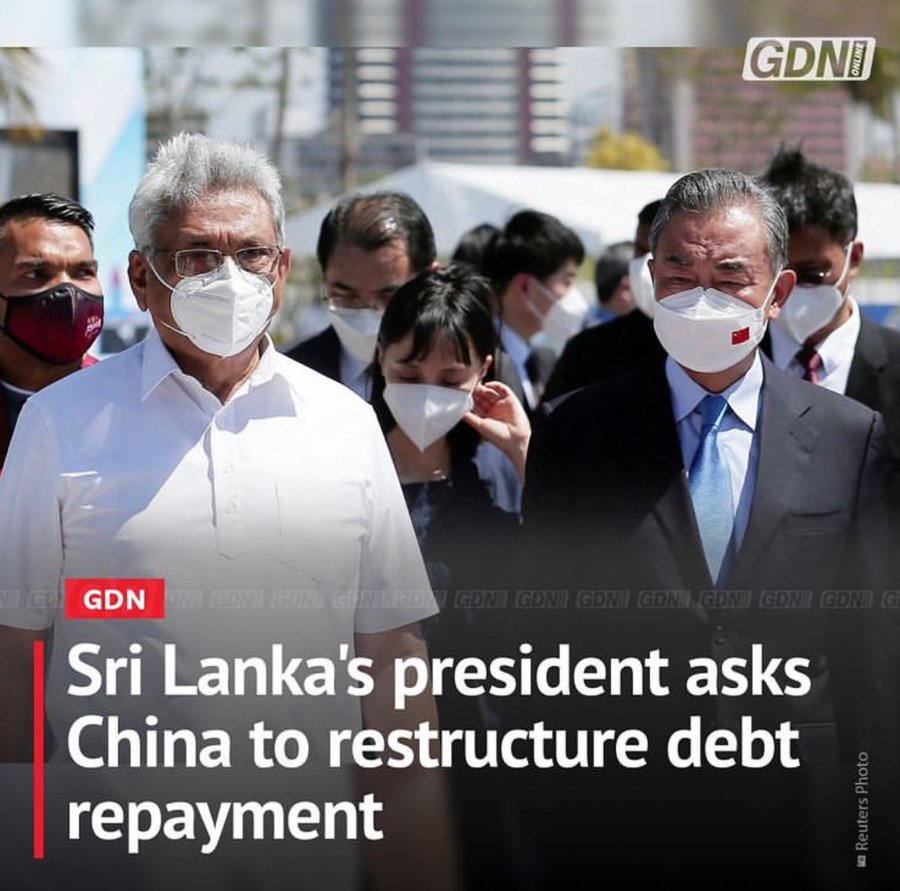 GDN ONLINE
GDN
Sri Lanka's president asks
China to restructure debt
repayment
Reuters Photo